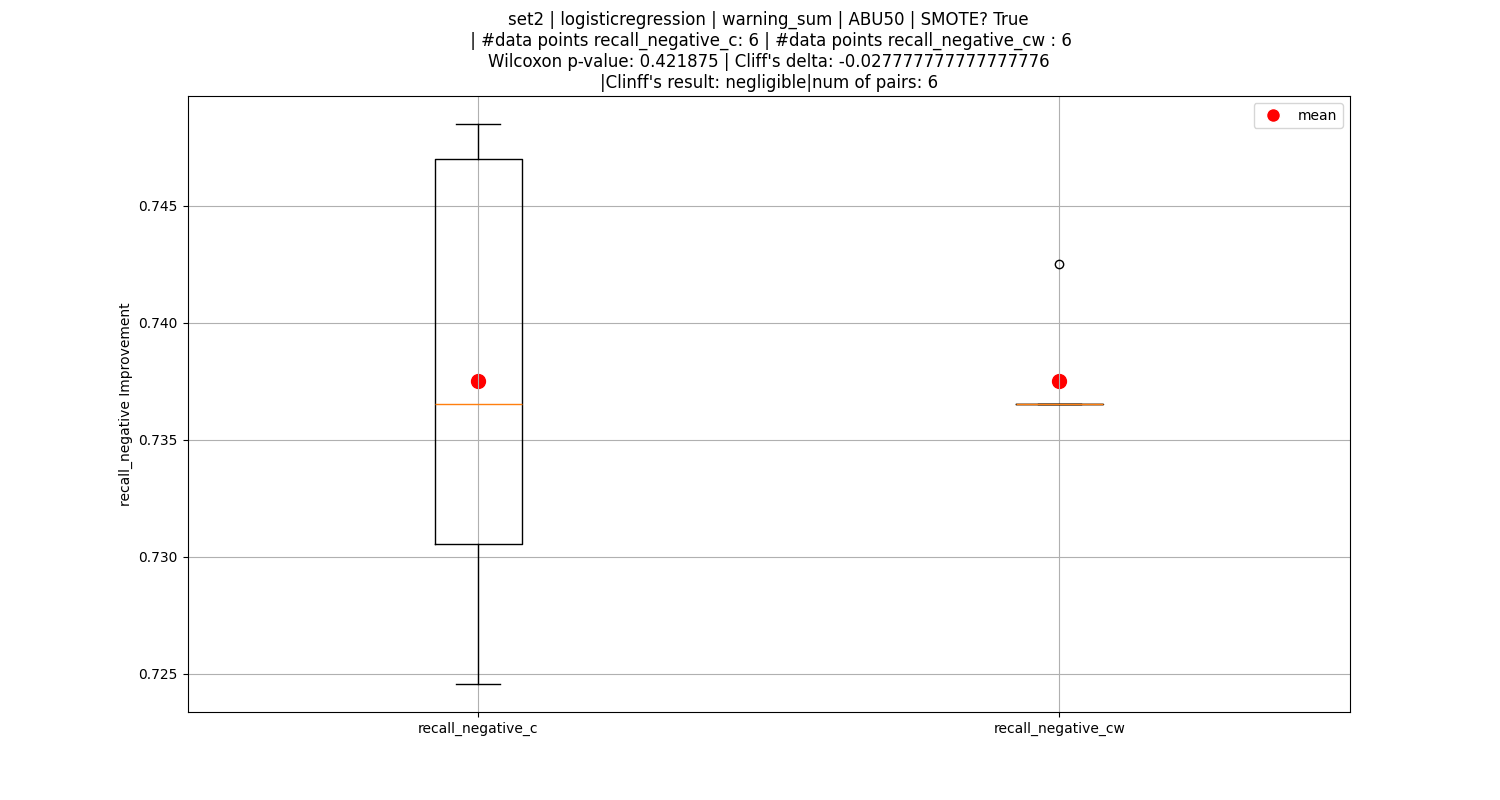 set2 | logisticregression | warning_sum | ABU50 | SMOTE? True
| #data points recall_negative_c: 6 | #data points recall_negative_cw : 6
Wilcoxon p-value: 0.421875 | Cliff's delta: -0.027777777777777776
|Clinff's result: negligible|num of pairs: 6
mean
0.745
0.740
0.735
0.730
0.725
recall_negative Improvement
recall_negative_c
recall_negative_cw